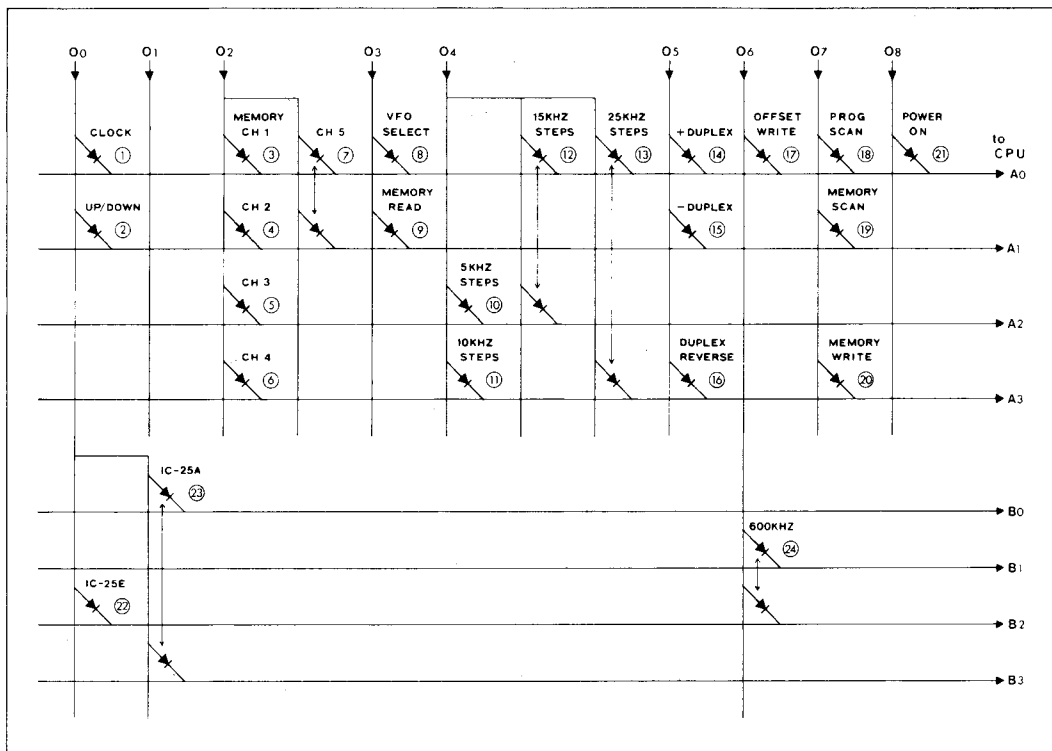 O0 O1 O2 O3 O4 O5 O6 O7 O8
CLOCK ①
MEMORY CH 1 ③
CH 5 ⑦
VFO SELECT ⑧
15KHZ STEPS ⑫
25KHZ STEPS ⑬
+DUPLEX ⑭
OFFSET WRITE ⑰
PROG SCAN ⑱
POWER ON ㉑
to CPU
A0
UP/DOWN ②
CH 2 ④
MEMORY READ ⑨
−DUPLEX ⑮
MEMORY SCAN ⑲
A1
CH 3 ⑤
5KHZ STEPS ⑩
A2
CH 4 ⑥
10KHZ STEPS ⑪
DUPLEX REVERSE ⑯
MEMORY WRITE ⑳
A3
IC-25A ㉓
B0
600KHZ ㉔
B1
IC-25E ㉒
B2
B3